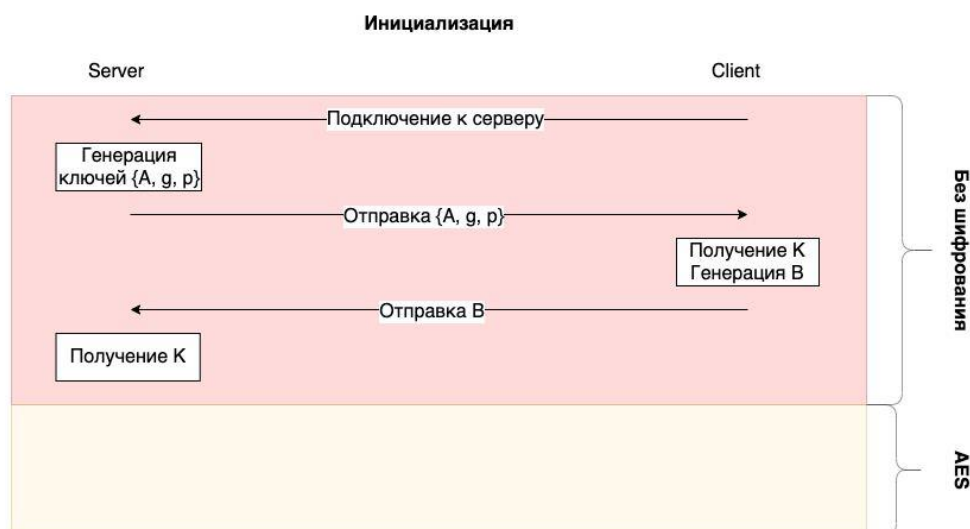 Инициализация
Server
Client
Подключение к серверу
Генерация
ключей {A, g, p}
Отправка {A, g, p}
Получение K
Генерация B
Отправка B
Получение K
Без шифрования
AES